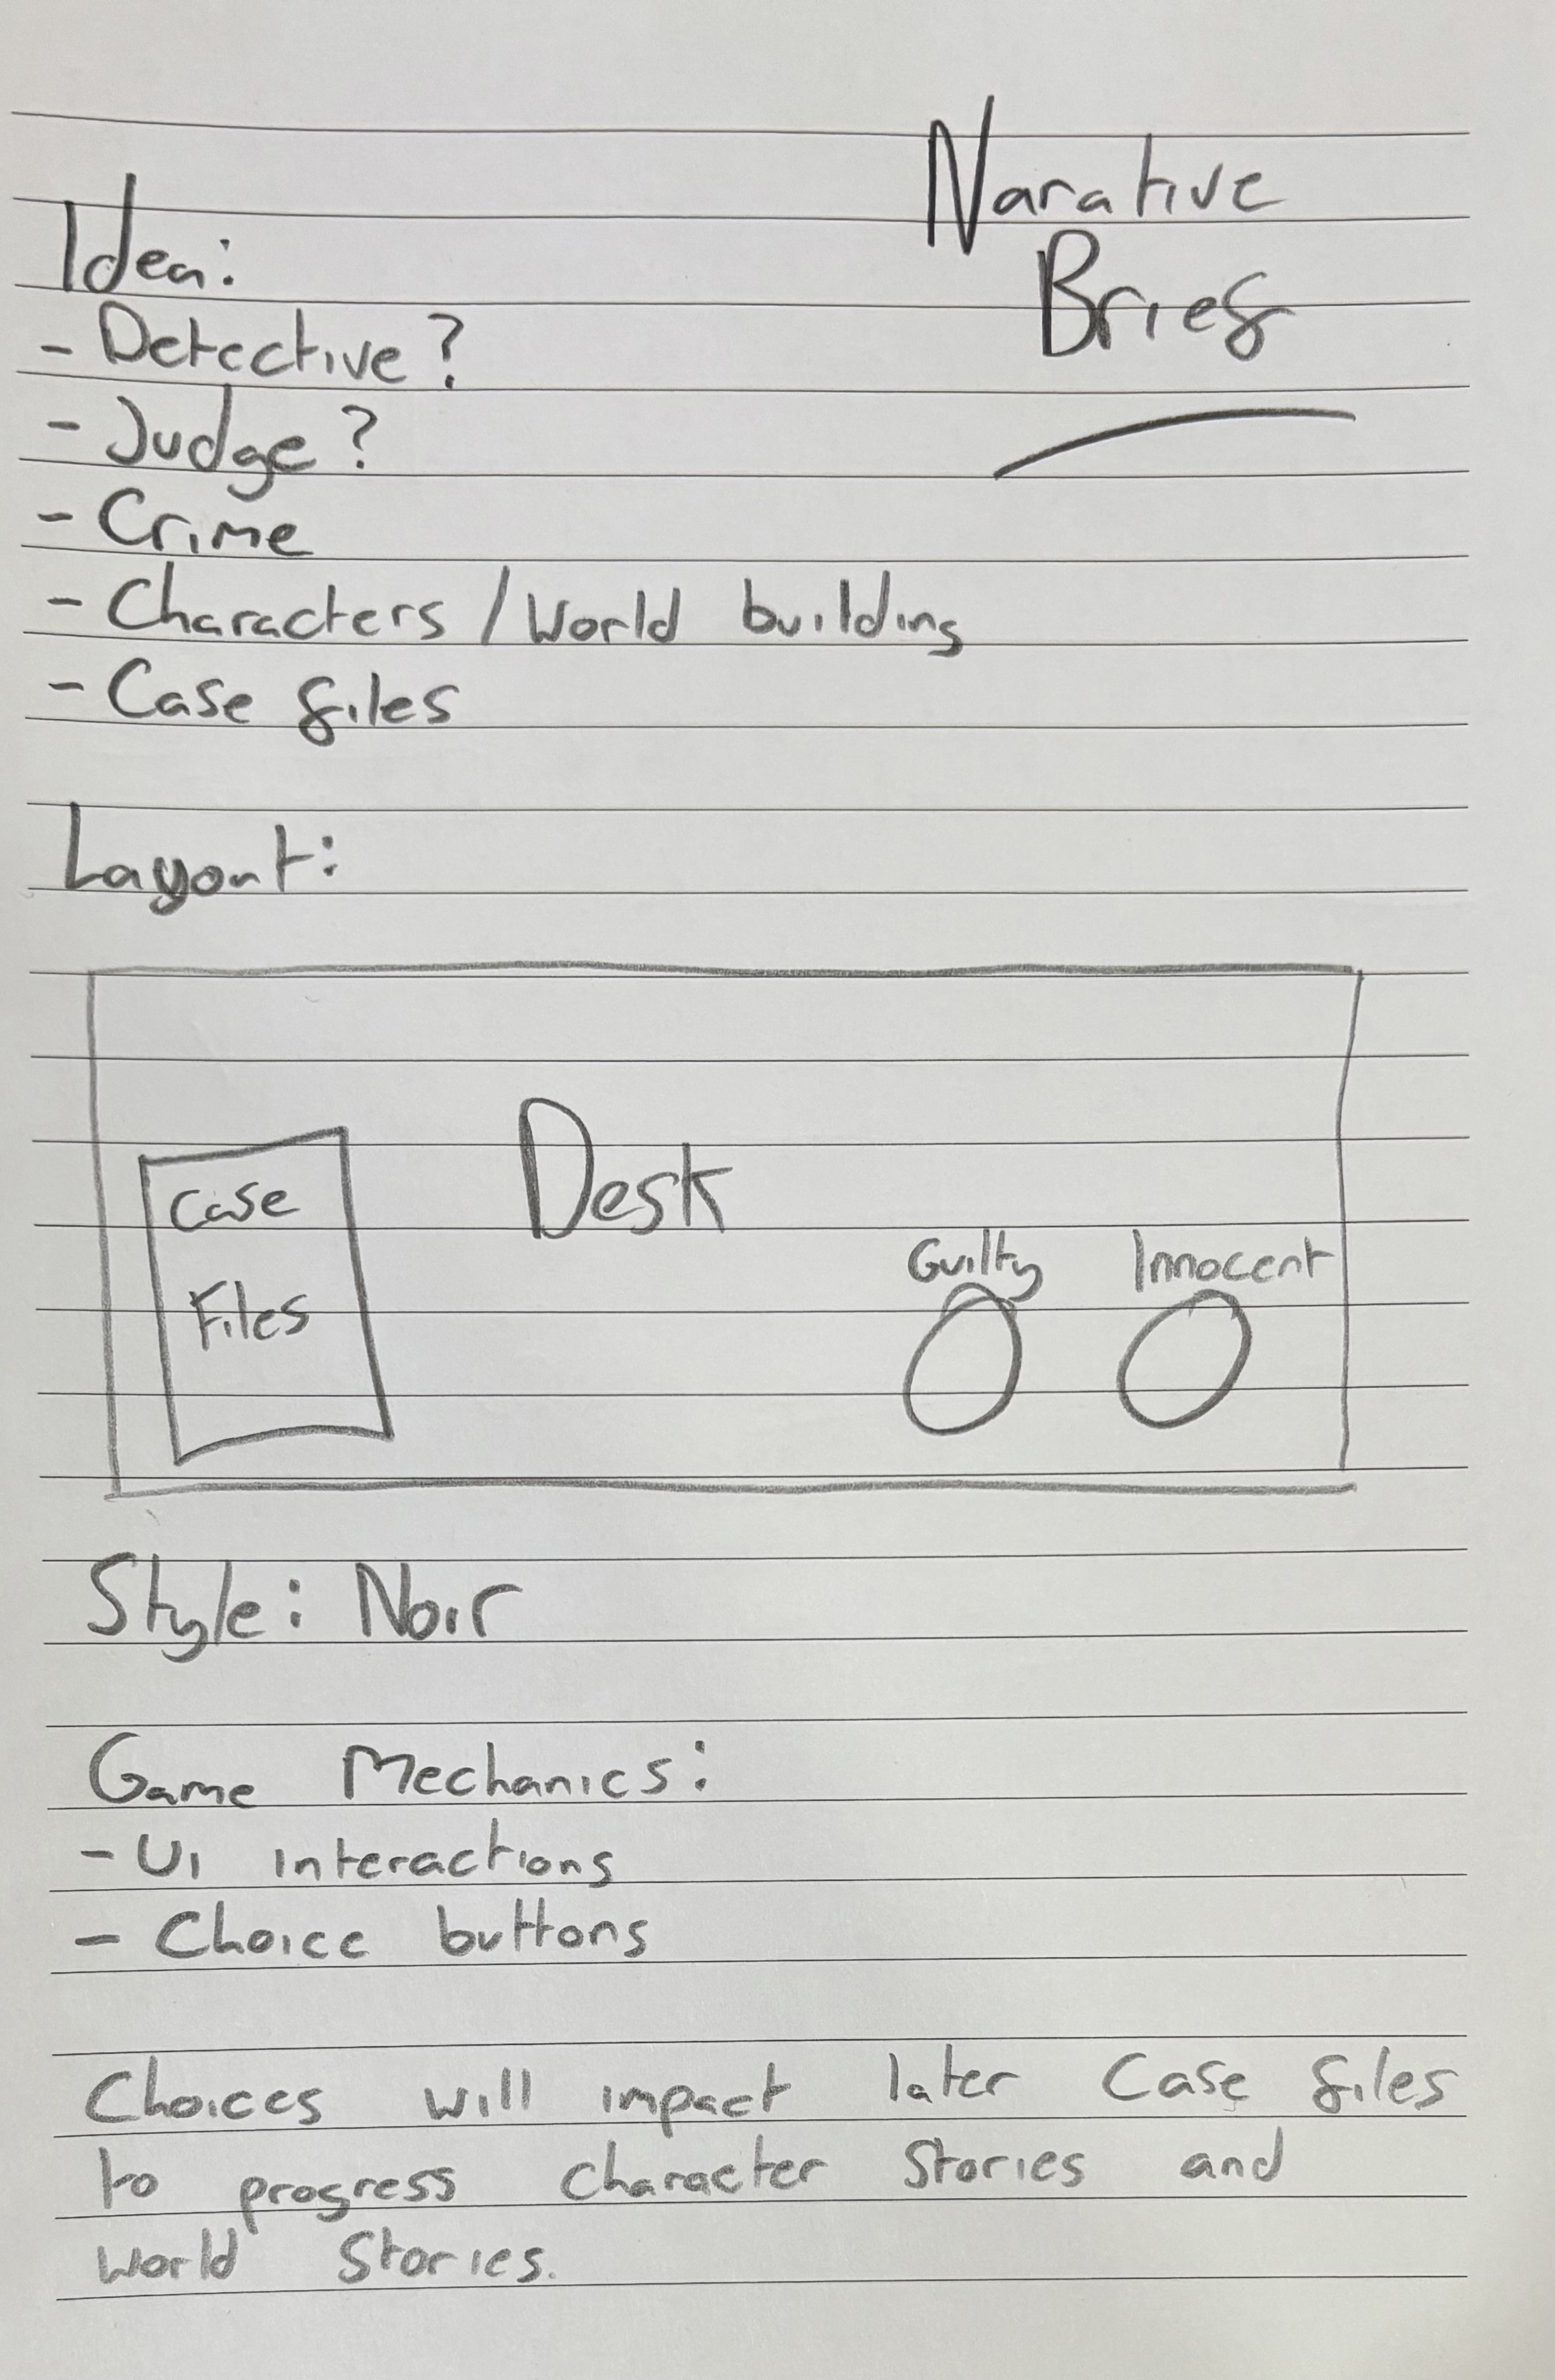 Narative
Brief
Idea:
- Detective?
- Judge?
- Crime
- Characters / World building
- Case files
Layout:
Case
Files
Desk
Guilty
Innocent
Style: Noir
Game Mechanics:
- UI interactions
- Choice buttons
Choices will impact later Case files
to progress character Stories and
world Stories.